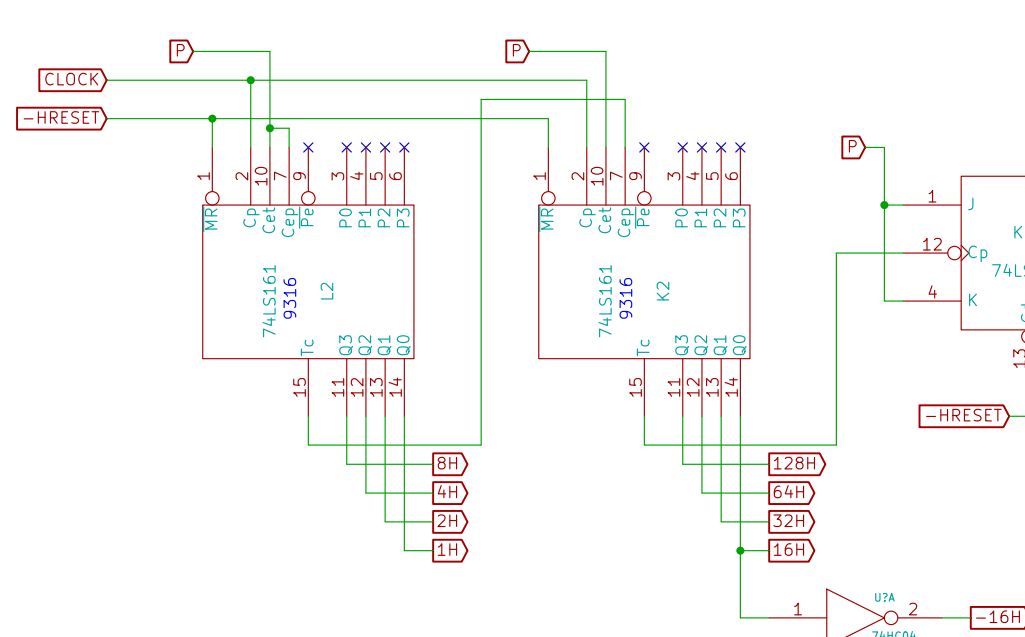 P
P
CLOCK
-HRESET
P
1
2
10
7
9
3
4
5
6
MR
Cp
Cet
Cep
Pe
P0
P1
P2
P3
74LS161
9316
L2
Tc
Q3
Q2
Q1
Q0
15
11
12
13
14
8H
4H
2H
1H
1
2
10
7
9
3
4
5
6
MR
Cp
Cet
Cep
Pe
P0
P1
P2
P3
74LS161
9316
K2
Tc
Q3
Q2
Q1
Q0
15
11
12
13
14
128H
64H
32H
16H
1
J
K
12
Cp
74LS
4
K
13
-HRESET
U?A
1
2
74HC04
-16H